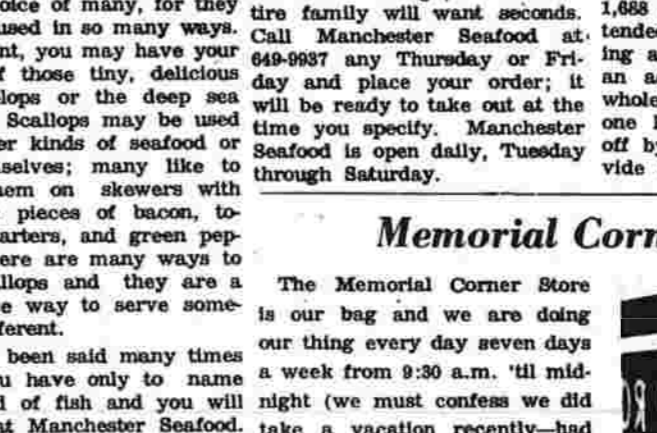 oice of many, for they
used in so many ways.
nt, you may have your
f those tiny, delicious
lops or the deep sea
Scallops may be used
er kinds of seafood or
selves; many like to
hem on skewers with
pieces of bacon, to-
arters, and green pep-
ere are many ways to
llops and they are a
e way to serve some-
ferent.
been said many times
u have only to name
d of fish and you will
at Manchester Seafood.
tire family will want seconds.
Call Manchester Seafood at
649-9937 any Thursday or Fri-
day and place your order; it
will be ready to take out at the
time you specify. Manchester
Seafood is open daily, Tuesday
through Saturday.
Memorial Corn
The Memorial Corner Store
is our bag and we are doing
our thing every day seven days
a week from 9:30 a.m. 'til mid-
night (we must confess we did
take a vacation recently—had
1,688
tende
ing a
an a
whole
one
off b
vide